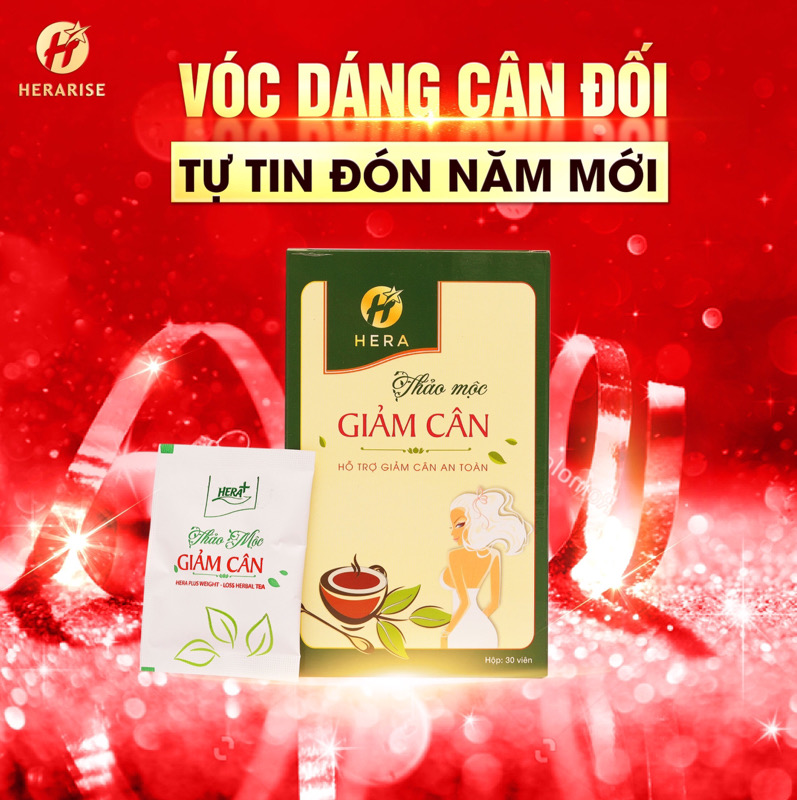 HERARISE
VÓC DÁNG CÂN ĐỐI
TỰ TIN ĐÓN NĂM MỚI
HERA
Thảo mộc
GIẢM CÂN
HỖ TRỢ GIẢM CÂN AN TOÀN
Hộp: 30 viên
HERA+
Thảo Mộc
GIẢM CÂN
HERA PLUS WEIGHT - LOSS HERBAL TEA